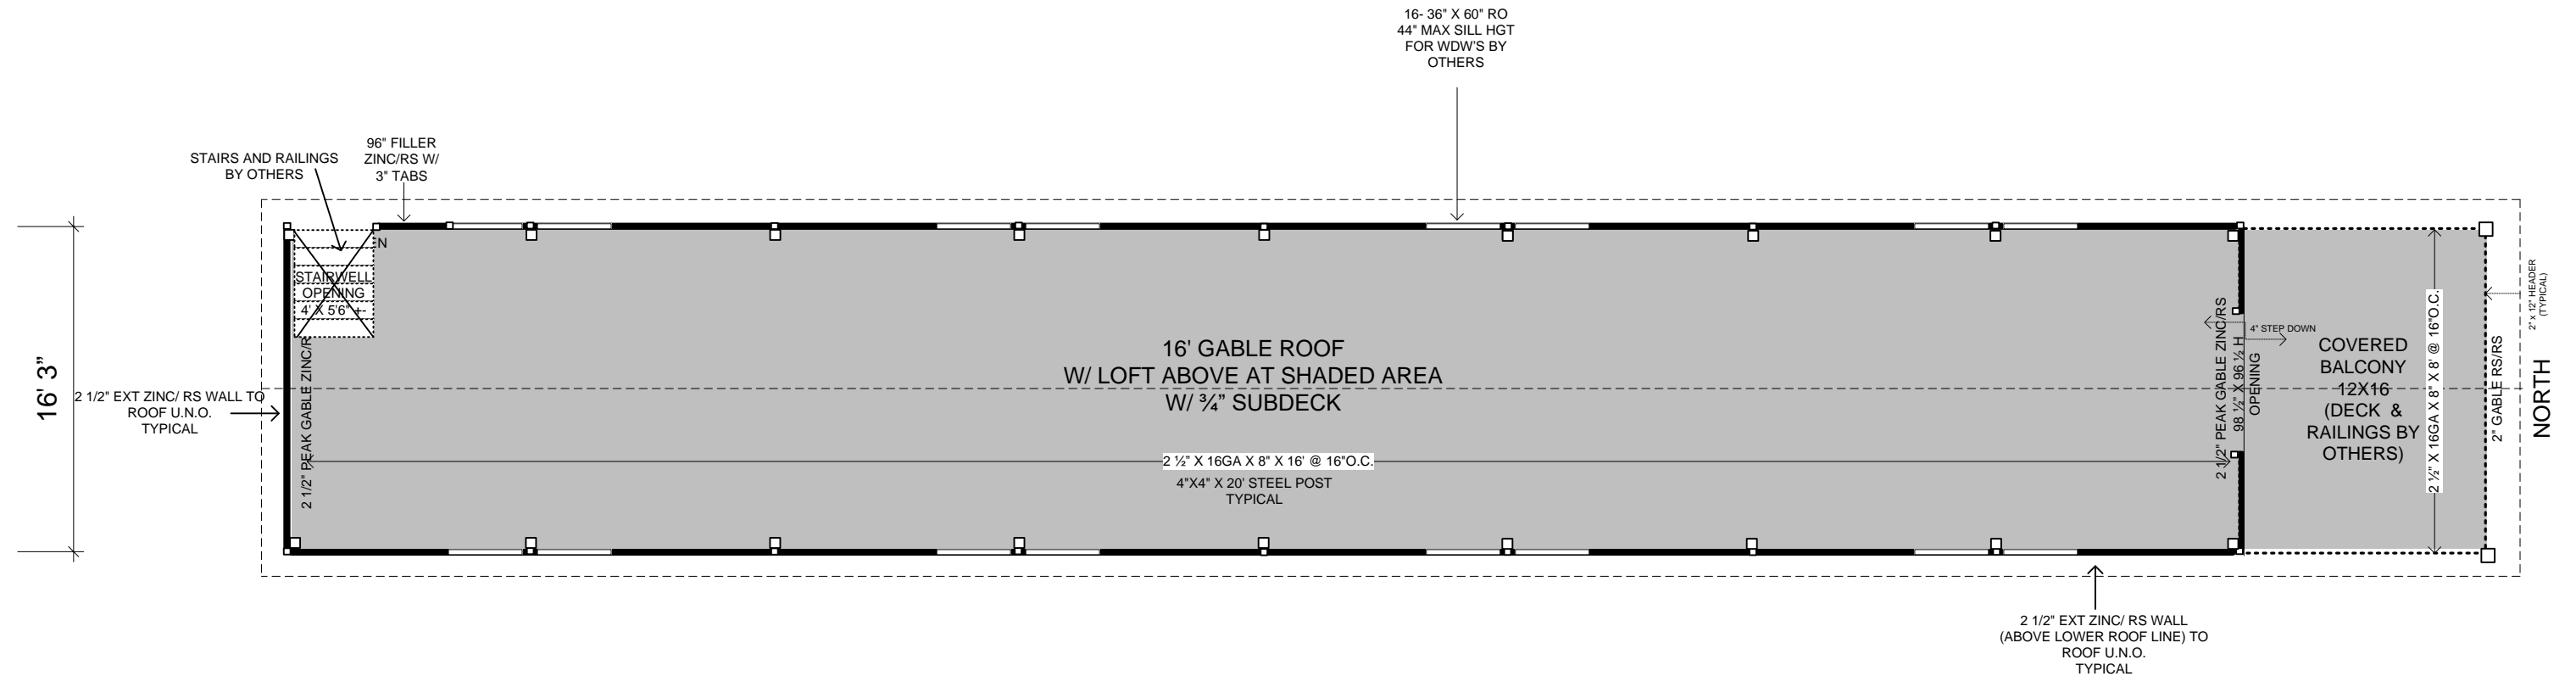 16- 36" X 60" RO
44" MAX SILL HGT
FOR WDW'S BY
OTHERS
96" FILLER
ZINC/RS W/
3" TABS
STAIRS AND RAILINGS
BY OTHERS
N
STAIRWELL
OPENING
4' X 5'6" +-
16' 3”
2 1/2" EXT ZINC/ RS WALL TO
ROOF U.N.O.
TYPICAL
2 1/2" PEAK GABLE ZINC/R
16' GABLE ROOF
W/ LOFT ABOVE AT SHADED AREA
W/ ¾” SUBDECK
2 ½” X 16GA X 8" X 16' @ 16"O.C.
4"X4" X 20' STEEL POST
TYPICAL
2 1/2" PEAK GABLE ZINC/RS
98 ½” X 96 ½ H
OPENING
4" STEP DOWN
COVERED
BALCONY
12X16
(DECK &
RAILINGS BY
OTHERS)
2 ½” X 16GA X 8" X 8' @ 16"O.C.
2" GABLE RS/RS
2" x 12" HEADER
(TYPICAL)
NORTH
2 1/2" EXT ZINC/ RS WALL
(ABOVE LOWER ROOF LINE) TO
ROOF U.N.O.
TYPICAL